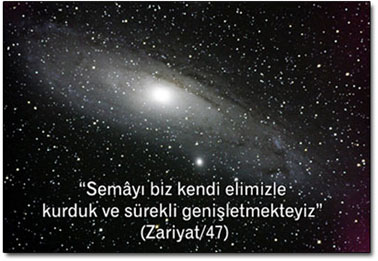 “Semâyı biz kendi elimizle
kurduk ve sürekli genişletmekteyiz”
(Zariyat/47)